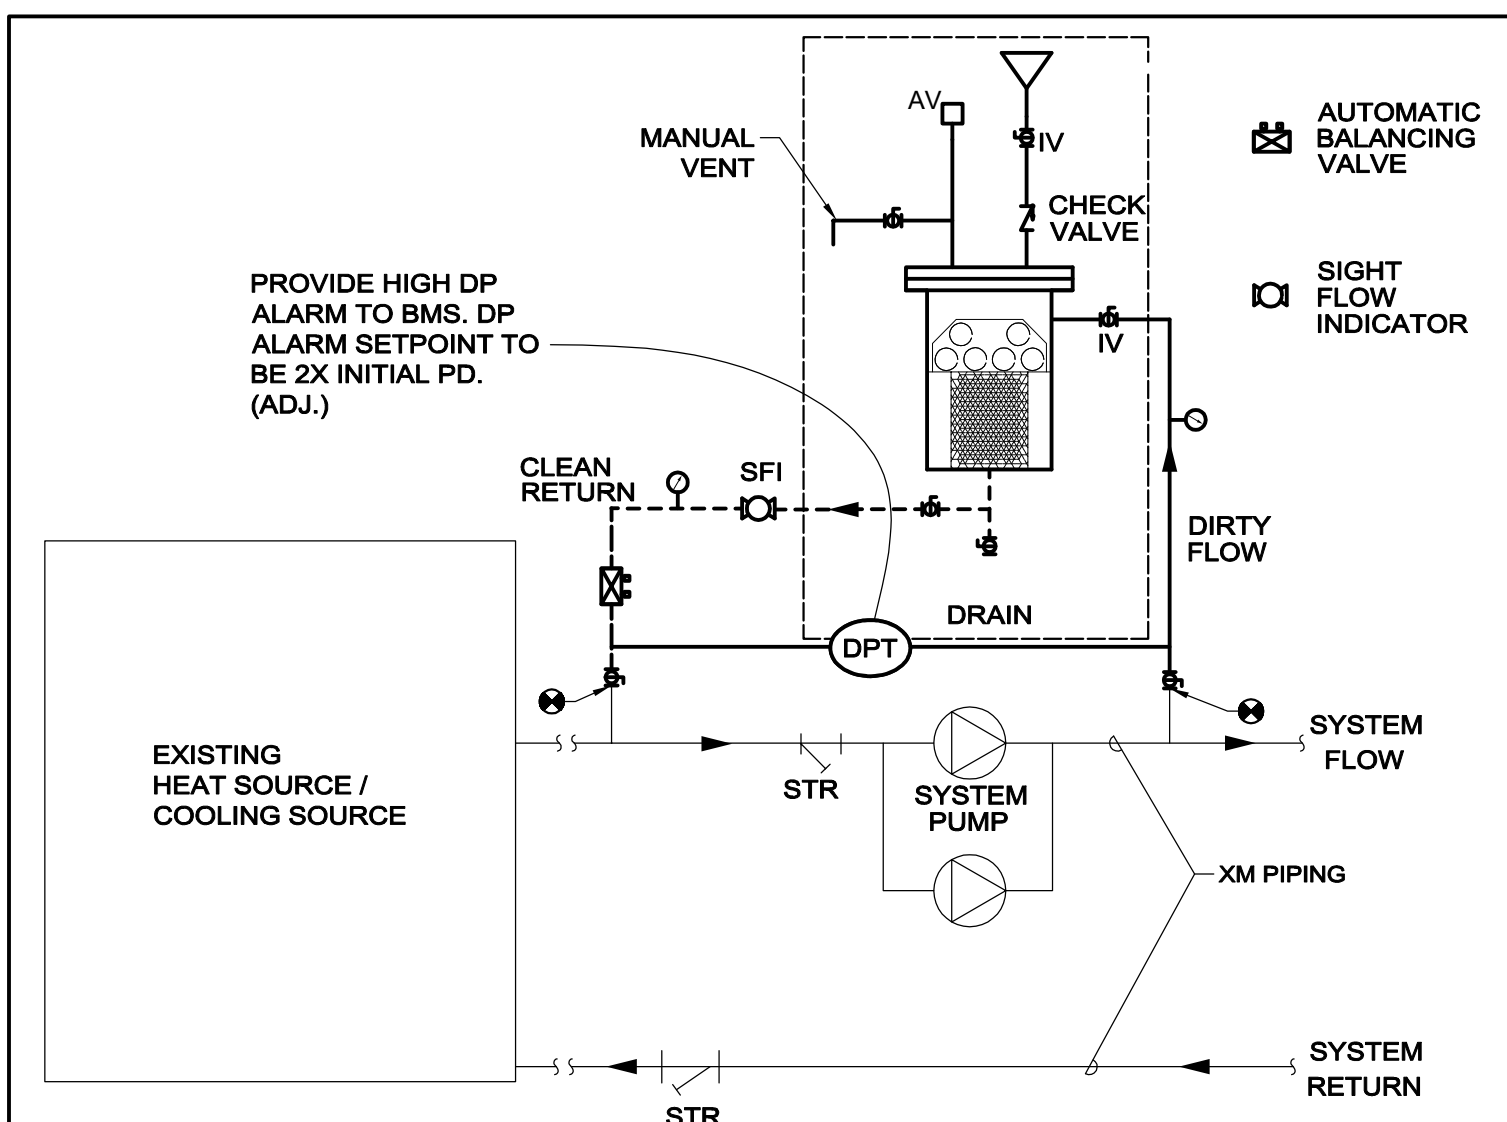 AV
MANUAL
VENT
IV
CHECK
VALVE
AUTOMATIC
BALANCING
VALVE
SIGHT
FLOW
INDICATOR
PROVIDE HIGH DP
ALARM TO BMS. DP
ALARM SETPOINT TO
BE 2X INITIAL PD.
(ADJ.)
IV
CLEAN
RETURN
SFI
DIRTY
FLOW
DRAIN
DPT
EXISTING
HEAT SOURCE /
COOLING SOURCE
STR
SYSTEM
PUMP
SYSTEM
FLOW
XM PIPING
SYSTEM
RETURN
STR